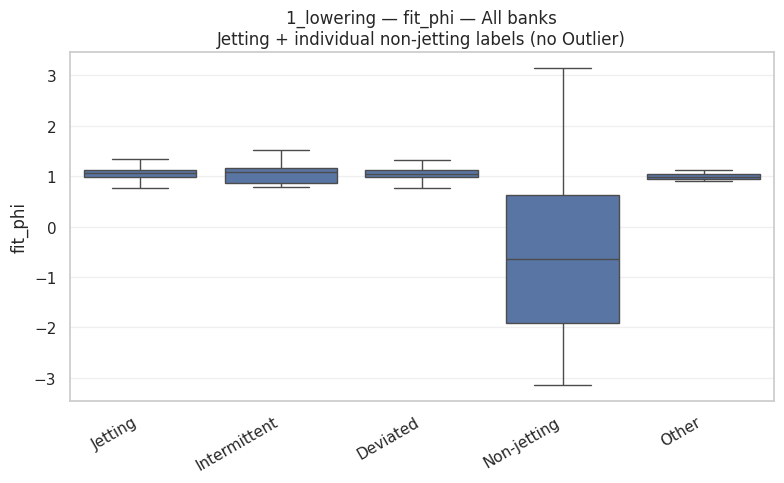 1_lowering — fit_phi — All banks
Jetting + individual non-jetting labels (no Outlier)
fit_phi
3
2
1
0
−1
−2
−3
Jetting
Intermittent
Deviated
Non-jetting
Other